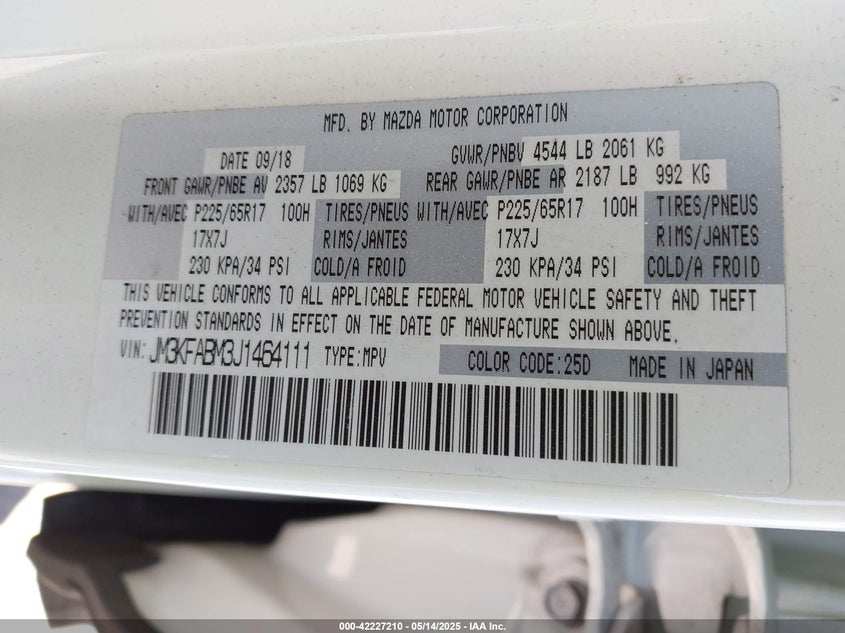 MFD. BY MAZDA MOTOR CORPORATION
DATE 09/18 GVWR/PNBV 4544 LB 2061 KG
FRONT GAWR/PNBE AV 2357 LB 1069 KG REAR GAWR/PNBE AR 2187 LB 992 KG
WITH/AVEC P225/65R17 100H TIRES/PNEUS WITH/AVEC P225/65R17 100H TIRES/PNEUS
17X7J RIMS/JANTES 17X7J RIMS/JANTES
230 KPA/34 PSI COLD/A FROID 230 KPA/34 PSI COLD/A FROID
THIS VEHICLE CONFORMS TO ALL APPLICABLE FEDERAL MOTOR VEHICLE SAFETY AND THEFT
PREVENTION STANDARDS IN EFFECT ON THE DATE OF MANUFACTURE SHOWN ABOVE.
VIN: JM3KFABM3J1464111 TYPE:MPV COLOR CODE:25D MADE IN JAPAN
000-42227210 - 05/14/2025 - IAA Inc.